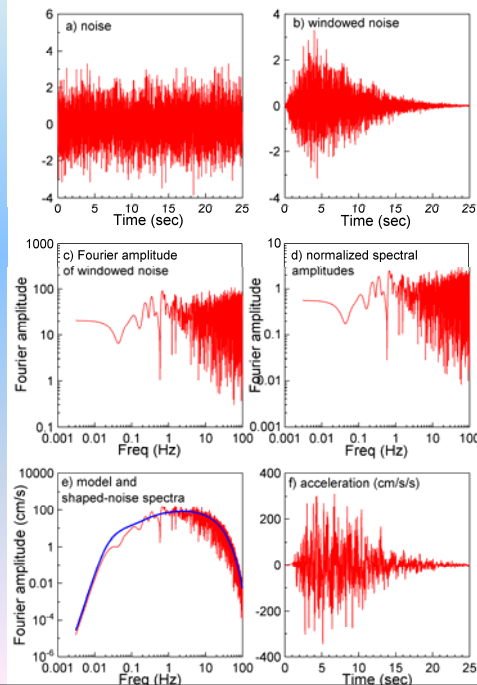 a) noise
6
4
2
0
-2
-4
0 5 10 15 20 25
Time (sec)
b) windowed noise
4
2
0
-2
-4
0 5 10 15 20 25
Time (sec)
c) Fourier amplitude
of windowed noise
Fourier amplitude
1000
100
10
1
0.1
0.001 0.01 0.1 1 10 100
Freq (Hz)
d) normalized spectral
amplitudes
Fourier amplitude
1
0.1
0.01
0.001
0.001 0.01 0.1 1 10 100
Freq (Hz)
e) model and
shaped-noise spectra
Fourier amplitude (cm/s)
10000
100
1
0.01
10-4
10-6
0.001 0.01 0.1 1 10 100
Freq (Hz)
f) acceleration (cm/s/s)
400
200
0
-200
-400
0 5 10 15 20 25
Time (sec)